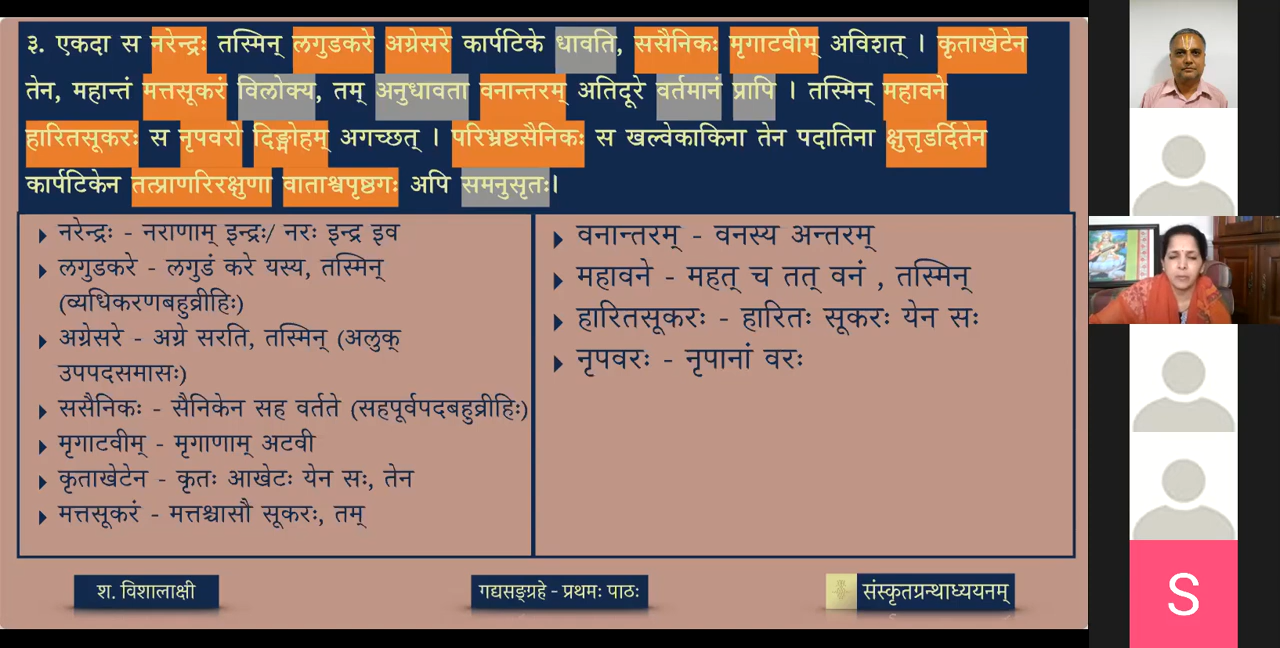 ३. एकदा स नरेन्द्रः तस्मिन् लगुडकरे अग्रेसरे कार्पटिके धावति, ससैनिकः मृगाटवीम् अविशत् । कृताखेटेन
तेन, महान्तं मत्तसूकरं विलोक्य, तम् अनुधावता वनान्तरम् अतिदूरे वर्तमानं प्रापि । तस्मिन् महावने
हारितसूकरः स नृपवरो दिङ्मोहम् अगच्छत् । परिभ्रष्टसैनिकः स खल्वेकाकिना तेन पदातिना क्षुत्तृडर्दितेन
कार्पटिकेन तत्प्राणरिरक्षुणा वाताश्वपृष्ठगः अपि समनुसृतः।
नरेन्द्रः - नराणाम् इन्द्रः/ नरः इन्द्र इव
लगुडकरे - लगुडं करे यस्य, तस्मिन्
(व्यधिकरणबहुव्रीहिः)
अग्रेसरे - अग्रे सरति, तस्मिन् (अलुक्
उपपदसमासः)
ससैनिकः - सैनिकेन सह वर्तते (सहपूर्वपदबहुव्रीहिः)
मृगाटवीम् - मृगाणाम् अटवी
कृताखेटेन - कृतः आखेटः येन सः, तेन
मत्तसूकरं - मत्तश्चासौ सूकरः, तम्
वनान्तरम् - वनस्य अन्तरम्
महावने - महत् च तत् वनं , तस्मिन्
हारितसूकरः - हारितः सूकरः येन सः
नृपवरः - नृपानां वरः
श. विशालाक्षी
गद्यसङ्ग्रहे - प्रथमः पाठः
संस्कृतग्रन्थाध्ययनम्
S